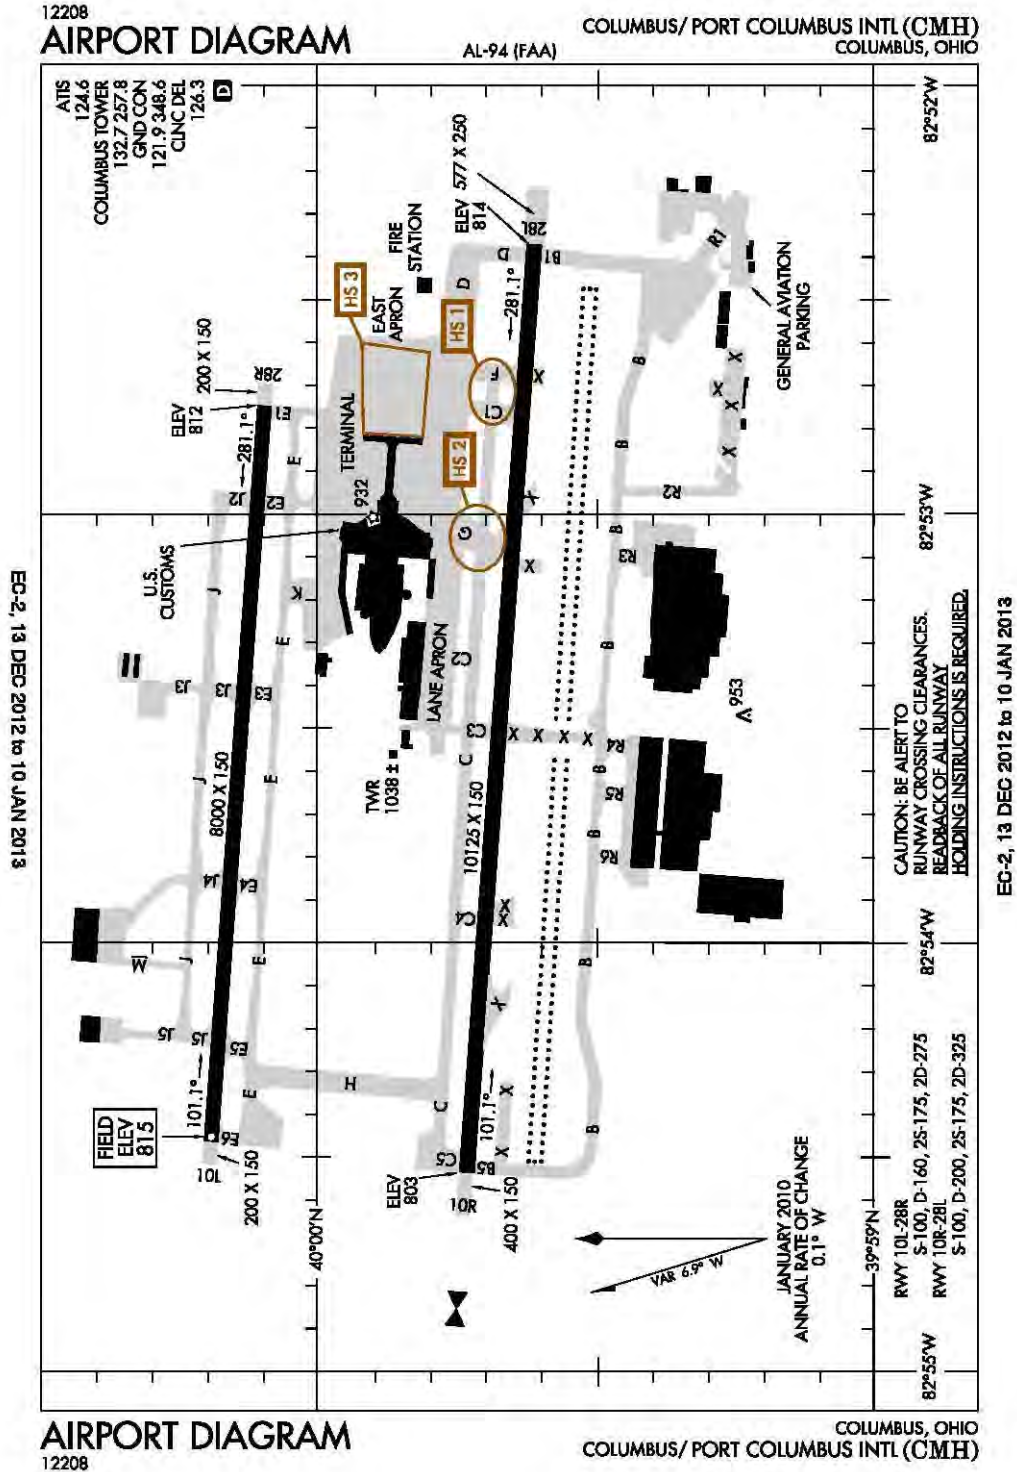 12208
AIRPORT DIAGRAM
AL-94 (FAA)
COLUMBUS/ PORT COLUMBUS INTL (CMH)
COLUMBUS, OHIO
ATIS
124.6
COLUMBUS TOWER
132.7 257.8
GND CON
121.9 348.6
CLNC DEL
126.3
D
82°52'W
ELEV 577 X 250
814
28L
B1
D
D
FIRE
STATION
HS 3
EAST
APRON
HS 1
281.1°
R1
GENERAL AVIATION
PARKING
200 X 150
28R
ELEV
812
281.1°
E1
TERMINAL
F
X
C1
B
X
X
X
X
HS 2
J2
E2
E
932
G
X
B
R2
82°53'W
U.S.
CUSTOMS
J
K
E
X
R3
B
LANE APRON
C2
J3
J3
E3
953
C3
X
X
X
X
R4
TWR
1038 ±
C
B
R5
J
E
8000 X 150
10125 X 150
B
R6
J4
E4
C4
X
X
82°54'W
M
J
E
B
X
J5
J5
E5
101.1°
H
E
C
101.1°
X
X
B
FIELD
ELEV
815
E6
10L
200 X 150
C5
B5
ELEV
803
10R
400 X 150
40°00'N
39°59'N
JANUARY 2010
ANNUAL RATE OF CHANGE
0.1° W
VAR 6.9° W
CAUTION: BE ALERT TO
RUNWAY CROSSING CLEARANCES.
READBACK OF ALL RUNWAY
HOLDING INSTRUCTIONS IS REQUIRED.
RWY 10L-28R
S-100, D-160, 2S-175, 2D-275
RWY 10R-28L
S-100, D-200, 2S-175, 2D-325
82°55'W
EC-2, 13 DEC 2012 to 10 JAN 2013
EC-2, 13 DEC 2012 to 10 JAN 2013
AIRPORT DIAGRAM
12208
COLUMBUS, OHIO
COLUMBUS/ PORT COLUMBUS INTL (CMH)